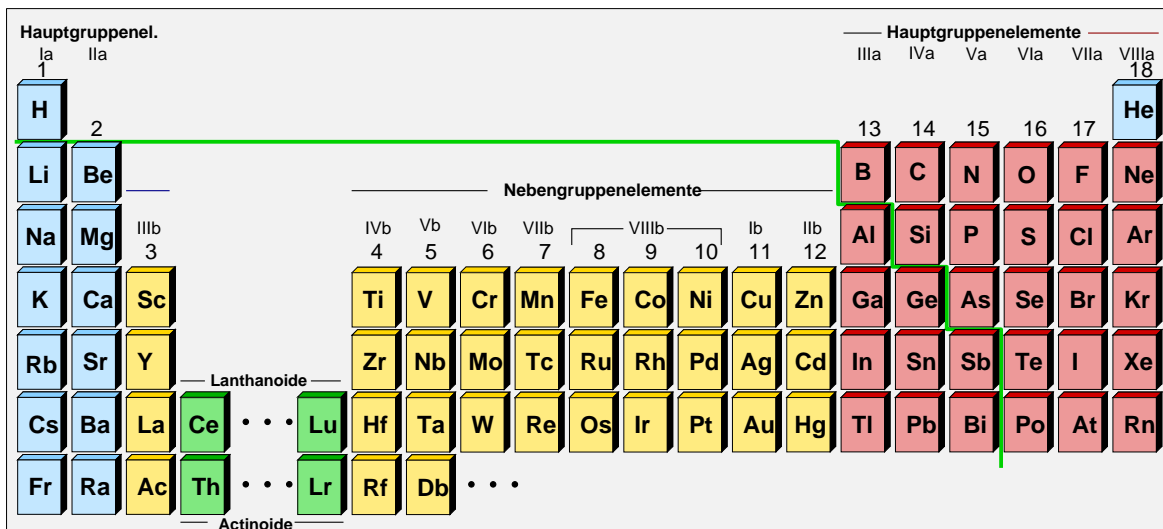 Hauptgruppenel. Hauptgruppenelemente
Ia IIa IIIa IVa Va VIa VIIa VIIIa
1 18
H He
2 13 14 15 16 17
Li Be B C N O F Ne
Nebengruppenelemente
Na Mg Al Si P S Cl Ar
IIIb IVb Vb VIb VIIb VIIIb Ib IIb
3 4 5 6 7 8 9 10 11 12
K Ca Sc Ti V Cr Mn Fe Co Ni Cu Zn Ga Ge As Se Br Kr
Rb Sr Y Zr Nb Mo Tc Ru Rh Pd Ag Cd In Sn Sb Te I Xe
Lanthanoide
Cs Ba La Ce • • • Lu Hf Ta W Re Os Ir Pt Au Hg Tl Pb Bi Po At Rn
Fr Ra Ac Th • • • Lr Rf Db • • •
Actinoide